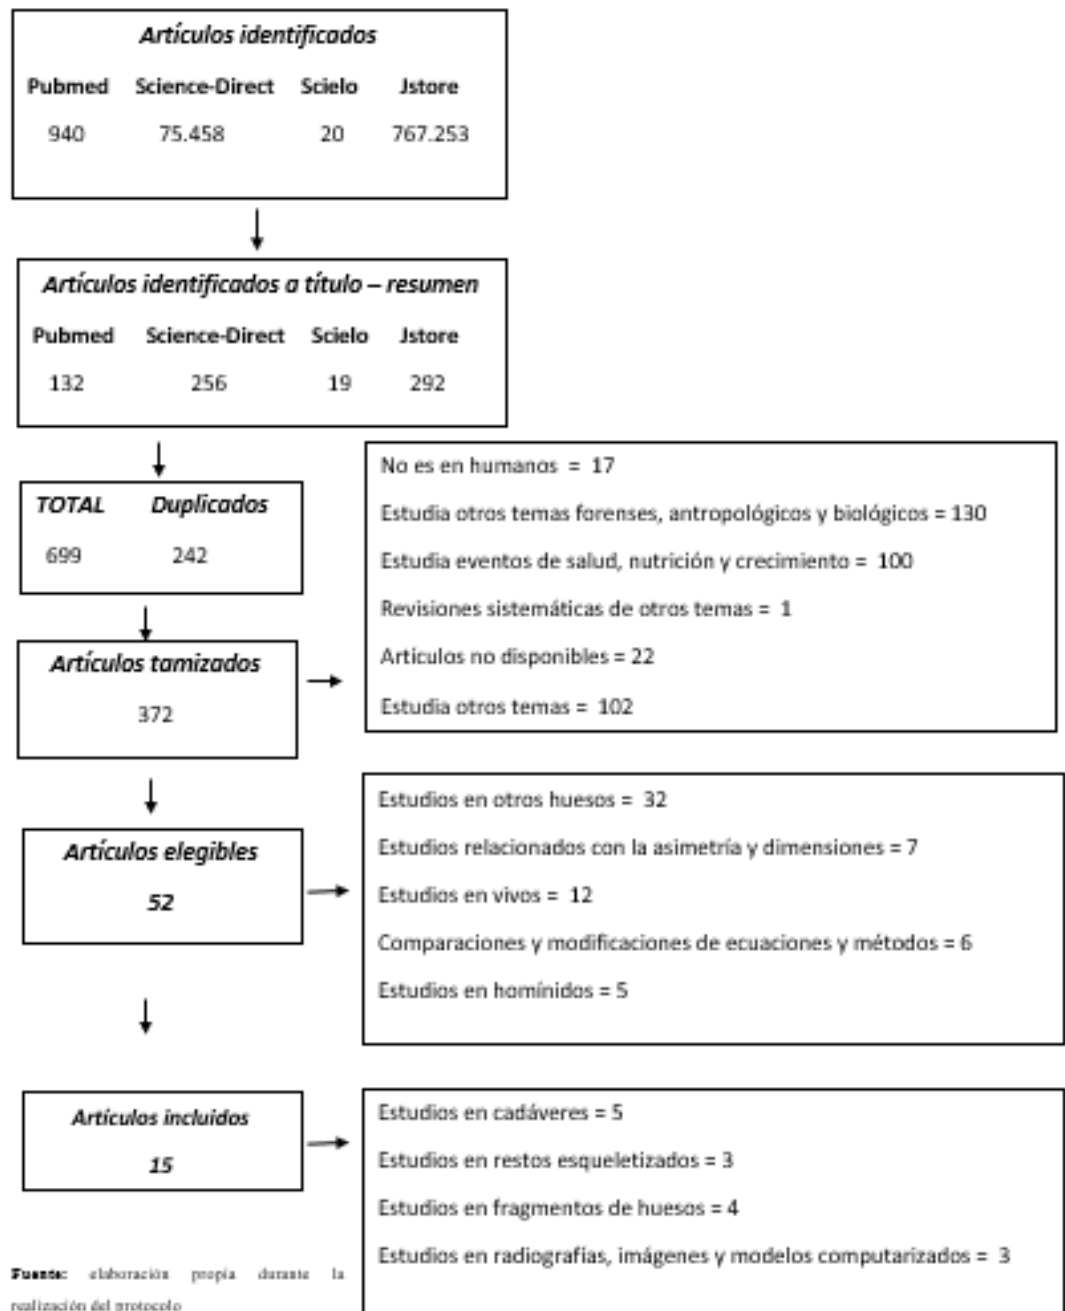 Artículos identificados
Pubmed Science-Direct Scielo Jstore
940 75.458 20 767.253
Artículos identificados a título – resumen
Pubmed Science-Direct Scielo Jstore
132 256 19 292
TOTAL Duplicados
699 242
No es en humanos = 17
Estudia otros temas forenses, antropológicos y biológicos = 130
Estudia eventos de salud, nutrición y crecimiento = 100
Revisiones sistemáticas de otros temas = 1
Artículos no disponibles = 22
Estudia otros temas = 102
Artículos tamizados
372
Artículos elegibles
52
Estudios en otros huesos = 32
Estudios relacionados con la asimetría y dimensiones = 7
Estudios en vivos = 12
Comparaciones y modificaciones de ecuaciones y métodos = 6
Estudios en homínidos = 5
Artículos incluidos
15
Estudios en cadáveres = 5
Estudios en restos esqueletizados = 3
Estudios en fragmentos de huesos = 4
Estudios en radiografías, imágenes y modelos computarizados = 3
Fuente: elaboración propia durante la
realización del protocolo